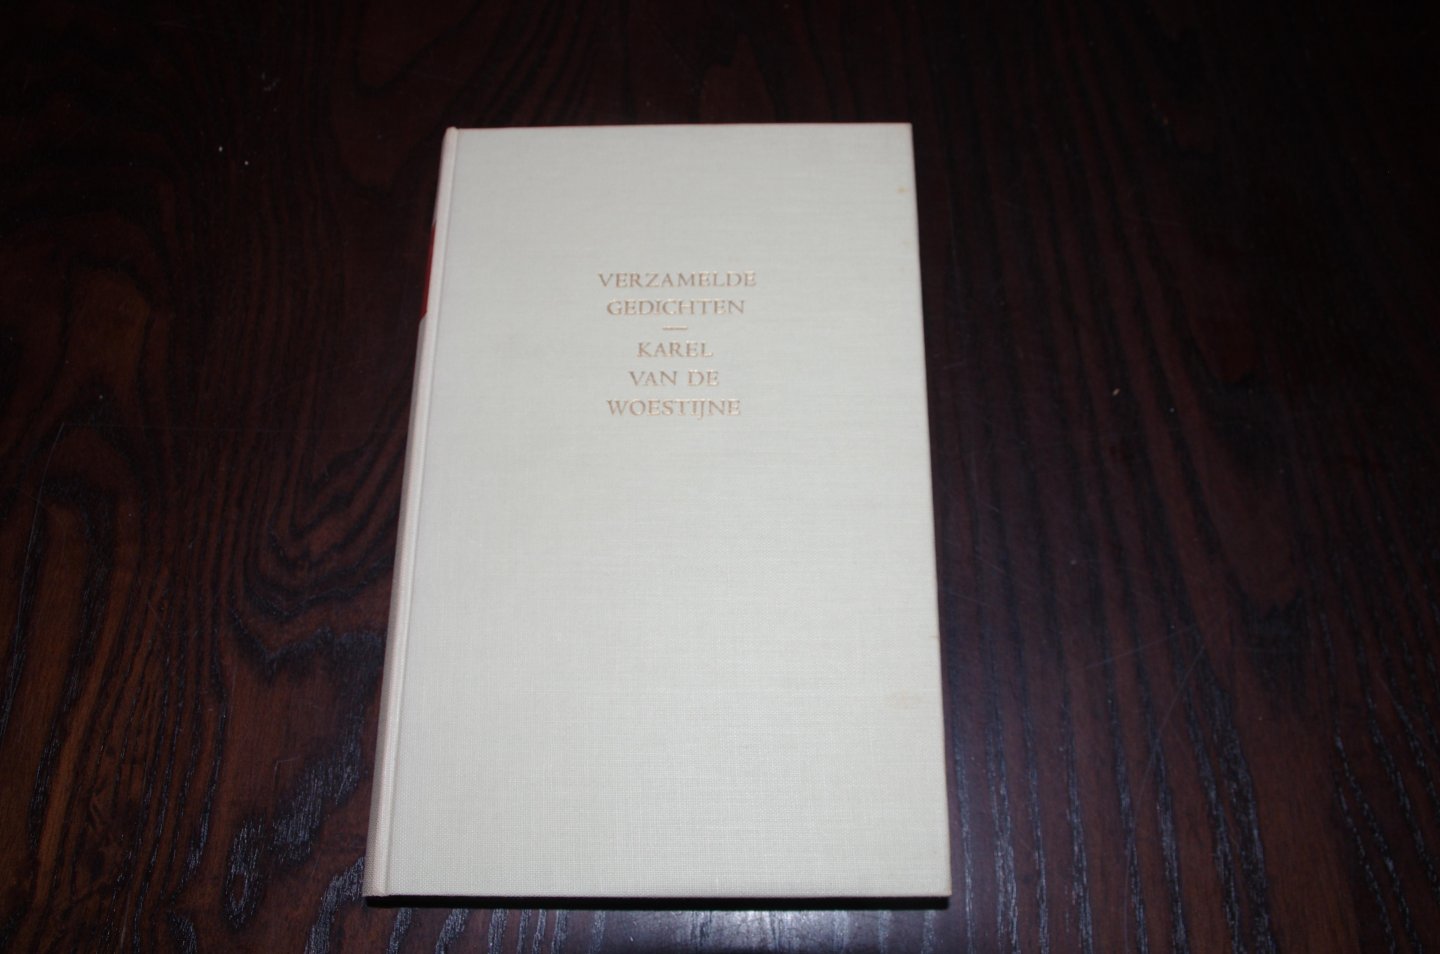 VERZAMELDE
GEDICHTEN
KAREL
VAN DE
WOESTIJNE